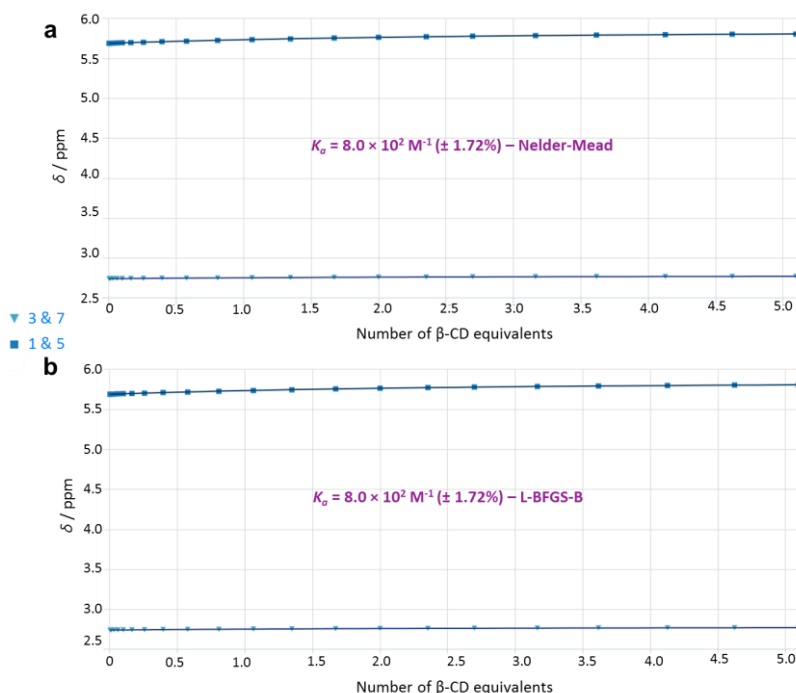 a
6.0
5.5
5.0
4.5
4.0
3.5
3.0
2.5
δ / ppm
Kₐ = 8.0 × 10² M⁻¹ (± 1.72%) – Nelder-Mead
0 0.5 1.0 1.5 2.0 2.5 3.0 3.5 4.0 4.5 5.0
Number of β-CD equivalents
3 & 7
1 & 5
b
6.0
5.5
5.0
4.5
4.0
3.5
3.0
2.5
δ / ppm
Kₐ = 8.0 × 10² M⁻¹ (± 1.72%) – L-BFGS-B
0 0.5 1.0 1.5 2.0 2.5 3.0 3.5 4.0 4.5 5.0
Number of β-CD equivalents